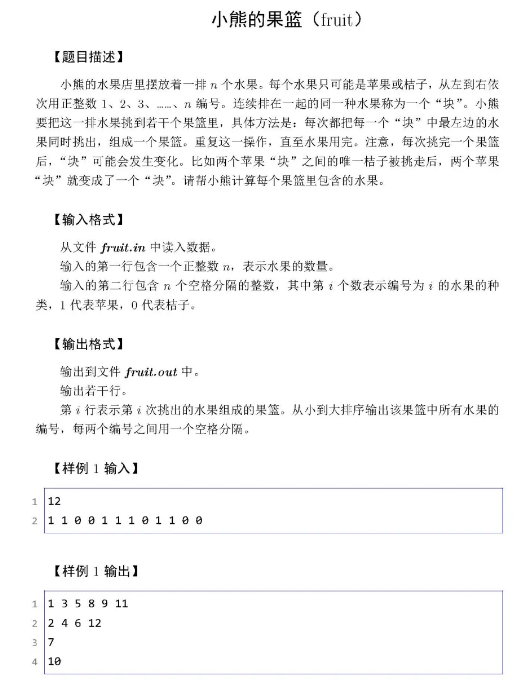 小熊的果篮（fruit）
【题目描述】
小熊的水果店里摆放着一排 n 个水果。每个水果只可能是苹果或桔子，从左到右依
次用正整数 1、2、3、……、n 编号。连续排在一起的同一种水果称为一个“块”。小熊
要把这一排水果挑到若干个果篮里，具体方法是：每次都把每一个“块”中最左边的水
果同时挑出，组成一个果篮。重复这一操作，直至水果用完。注意，每次挑完一个果篮
后，“块”可能会发生变化。比如两个苹果“块”之间的唯一桔子被挑走后，两个苹果
“块”就变成了一个“块”。请帮小熊计算每个果篮里包含的水果。
【输入格式】
从文件 fruit.in 中读入数据。
输入的第一行包含一个正整数 n，表示水果的数量。
输入的第二行包含 n 个空格分隔的整数，其中第 i 个数表示编号为 i 的水果的种
类，1 代表苹果，0 代表桔子。
【输出格式】
输出到文件 fruit.out 中。
输出若干行。
第 i 行表示第 i 次挑出的水果组成的果篮。从小到大排序输出该果篮中所有水果的
编号，每两个编号之间用一个空格分隔。
【样例 1 输入】
1 12
2 1 1 0 0 1 1 1 0 1 1 0 0
【样例 1 输出】
1 1 3 5 8 9 11
2 2 4 6 12
3 7
4 10